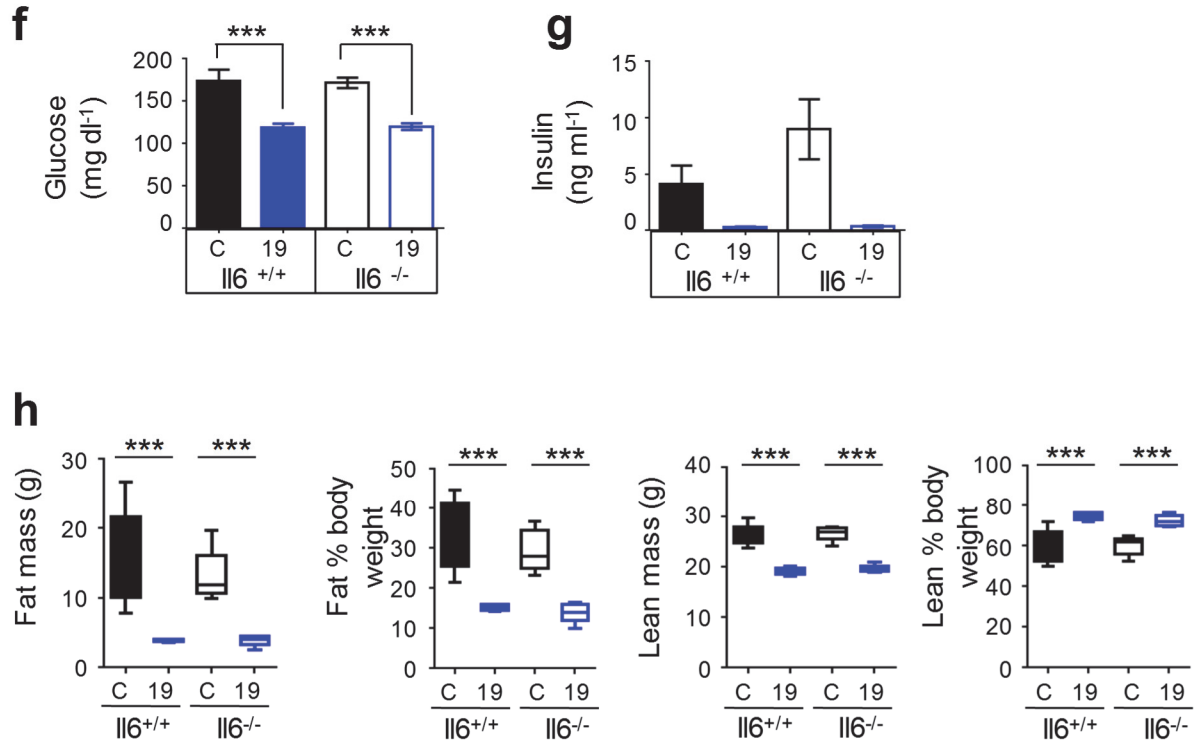 f
Glucose
(mg dl-1)
200
150
100
50
0
***
***
C 19 C 19
Il6 +/+ Il6 -/-
g
Insulin
(ng ml-1)
15
10
5
0
C 19 C 19
Il6 +/+ Il6 -/-
h
Fat mass (g)
30
20
10
0
*** ***
C 19 C 19
Il6+/+ Il6-/-
Fat % body
weight
50
40
30
20
10
0
*** ***
C 19 C 19
Il6+/+ Il6-/-
Lean mass (g)
40
30
20
10
0
*** ***
C 19 C 19
Il6+/+ Il6-/-
Lean % body
weight
100
80
60
40
20
0
*** ***
C 19 C 19
Il6+/+ Il6-/-